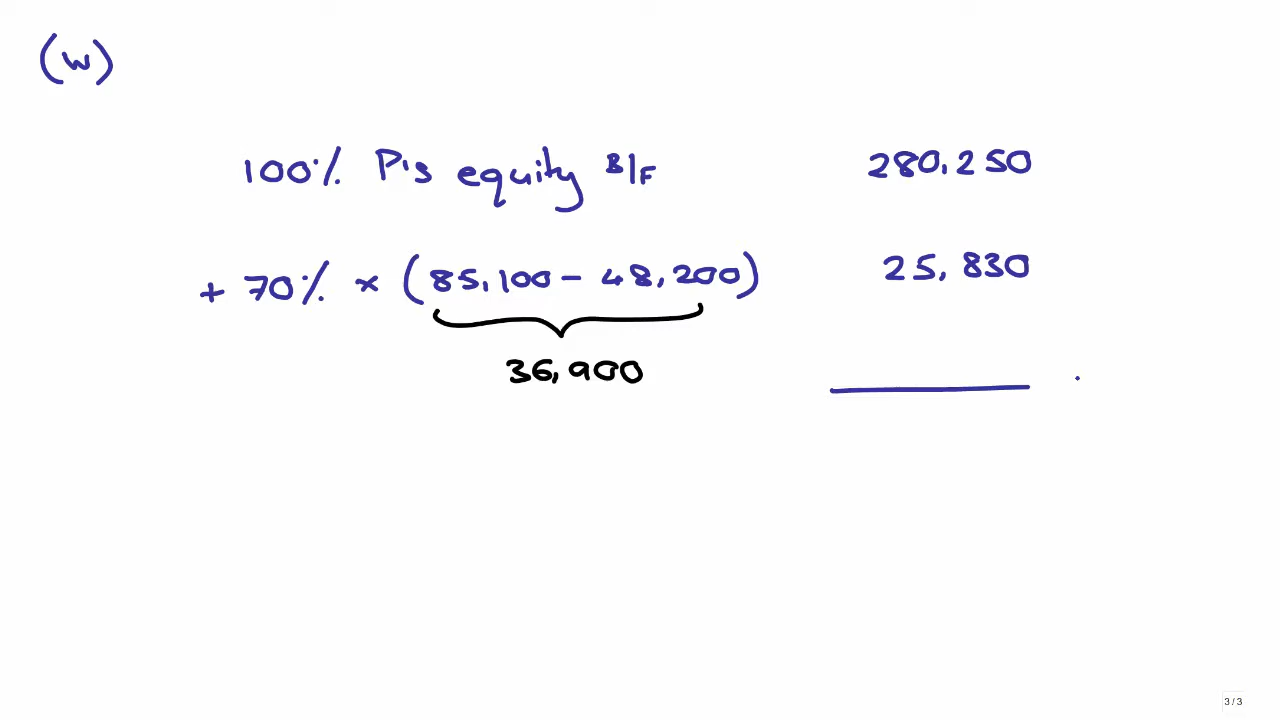 (W)
100% P's equity B/F 280,250
+ 70% × (85,100 – 48,200) 25,830
36,900
3 / 3